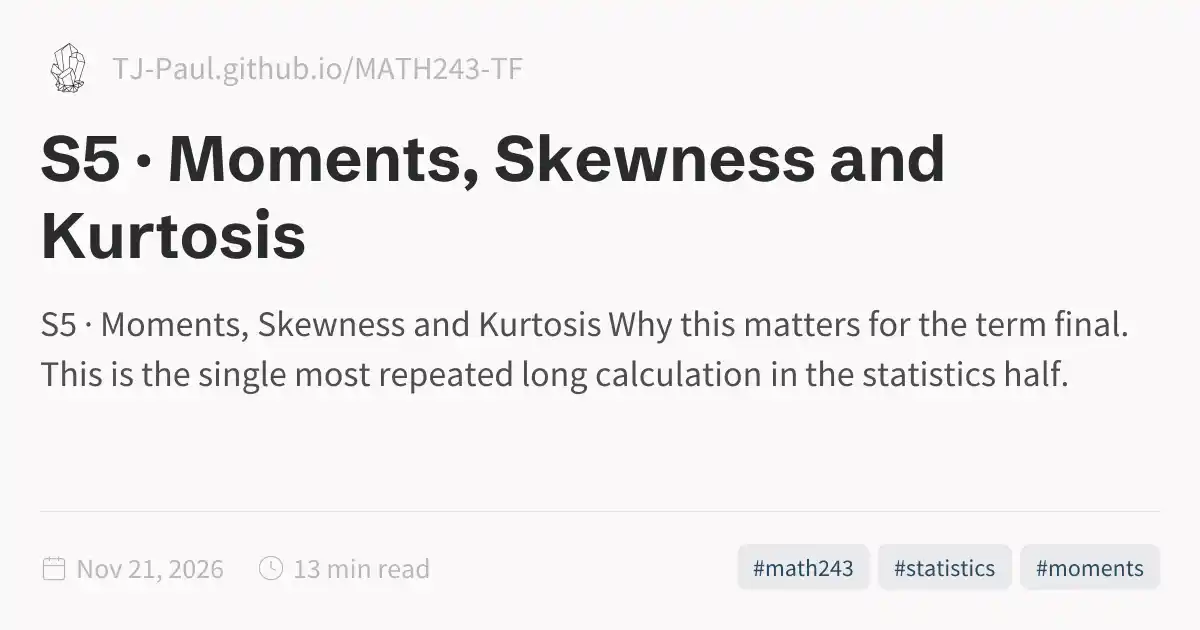 TJ-Paul.github.io/MATH243-TF
S5 · Moments, Skewness and
Kurtosis
S5 · Moments, Skewness and Kurtosis Why this matters for the term final.
This is the single most repeated long calculation in the statistics half.
Nov 21, 2026
13 min read
#math243
#statistics
#moments